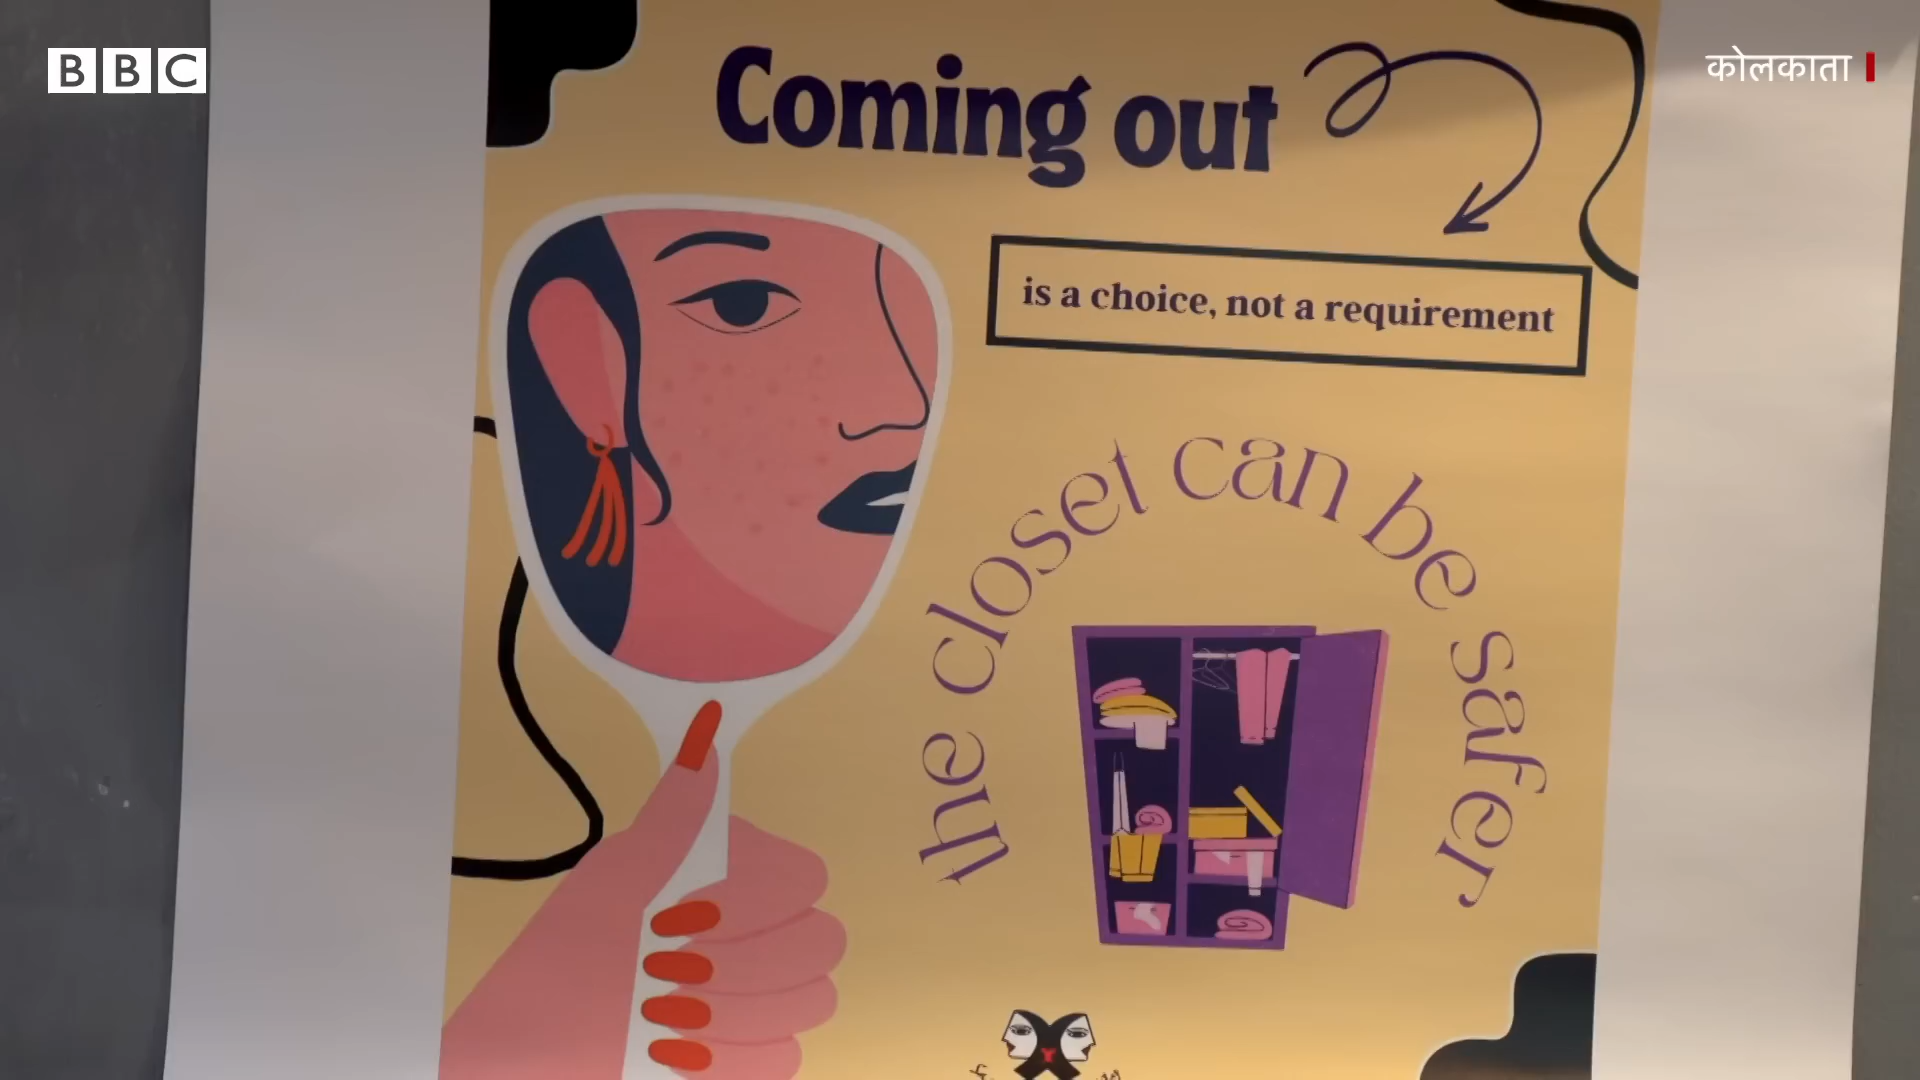 BBC
कोलकाता
Coming out
is a choice, not a requirement
the closet can be safer